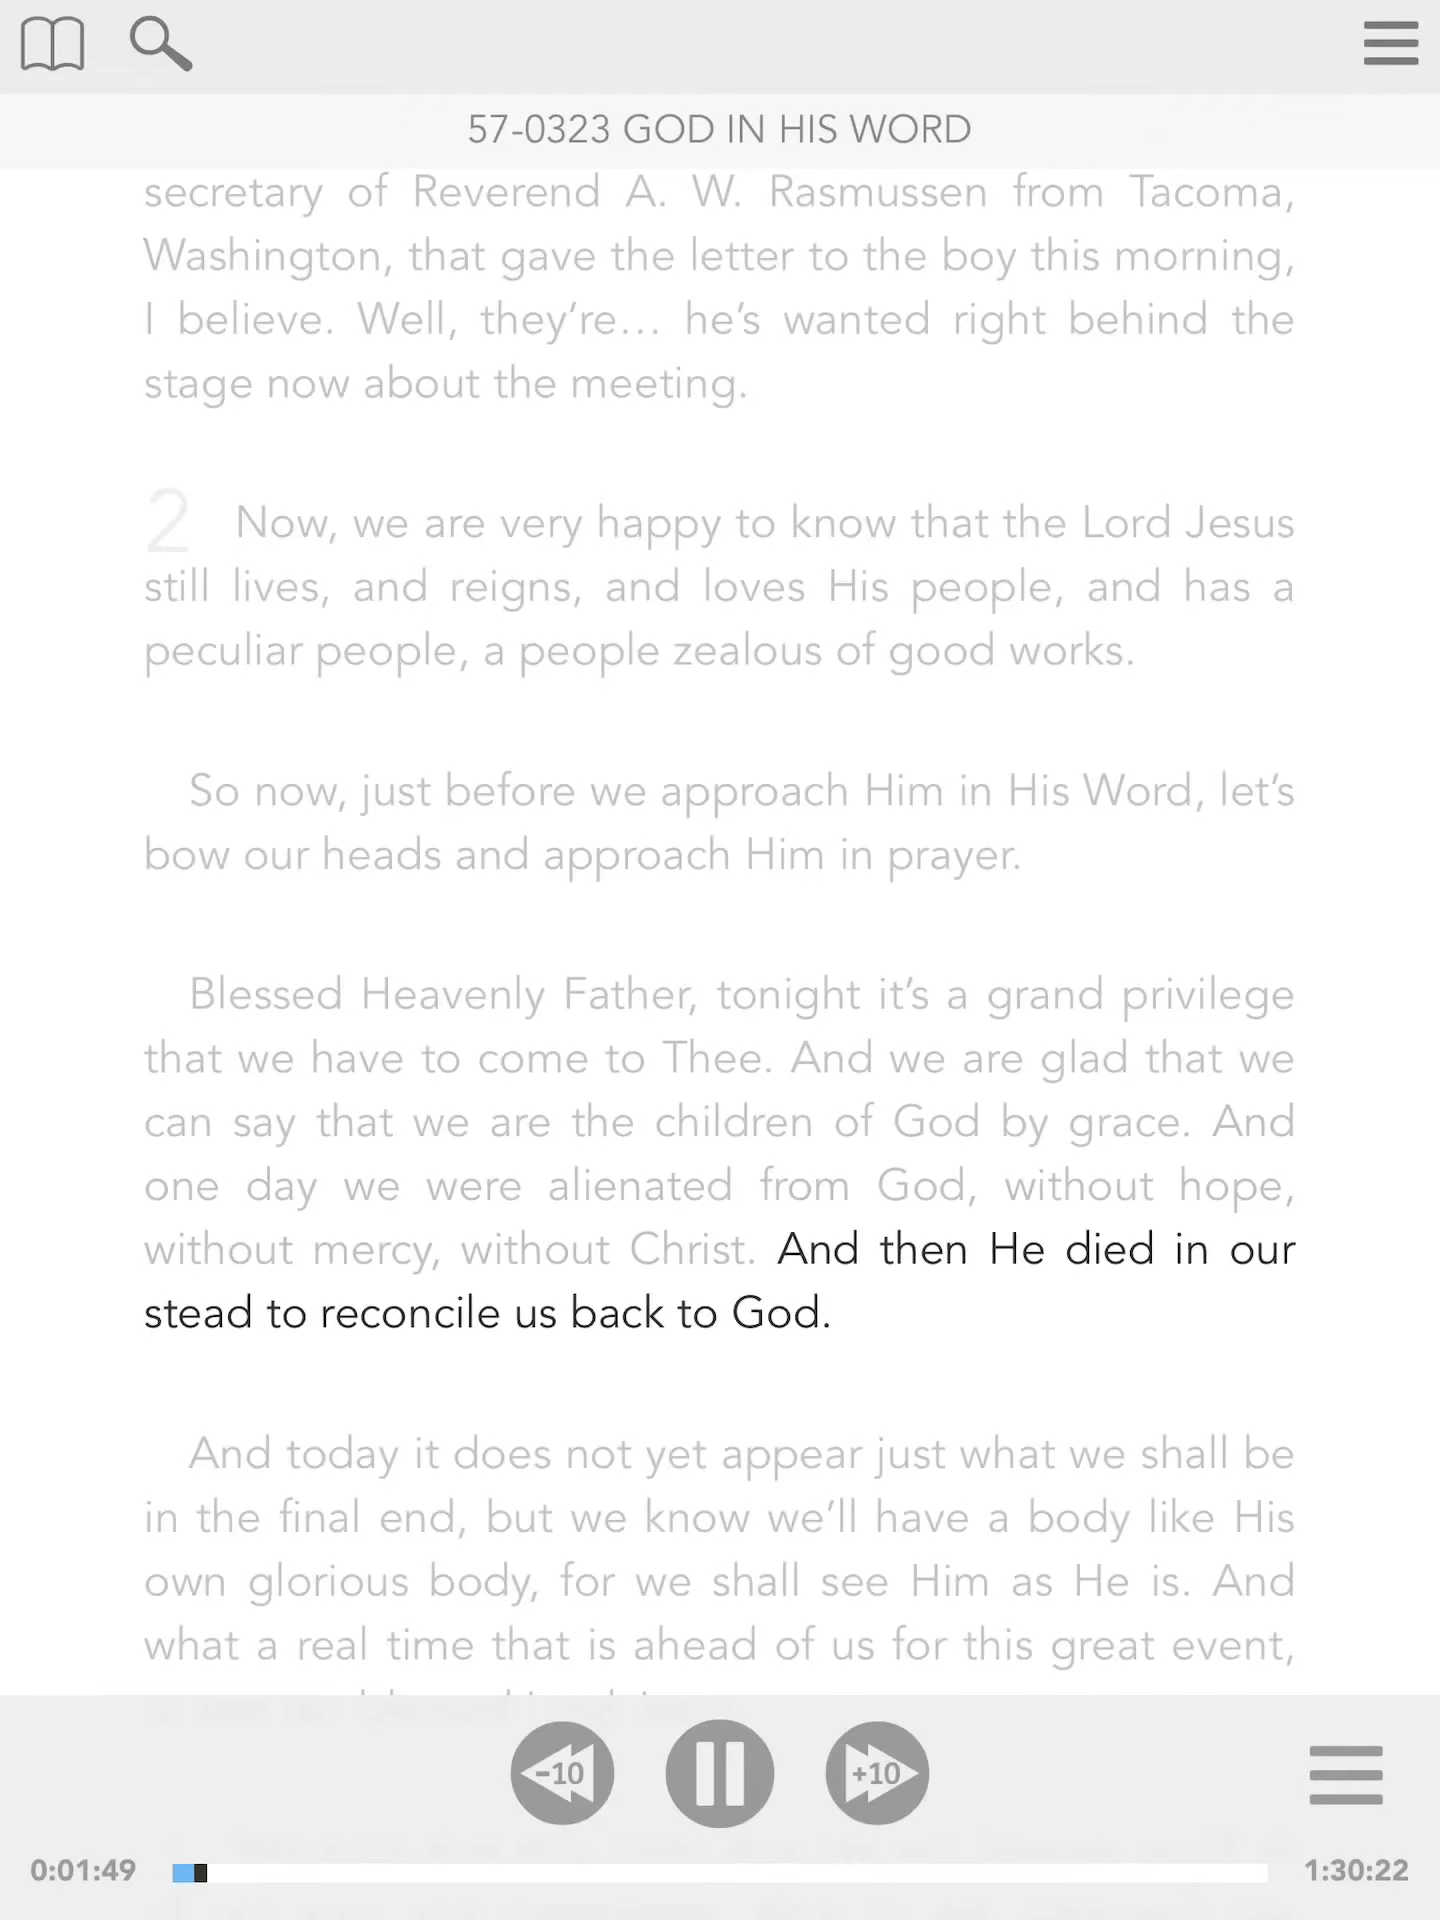 57-0323 GOD IN HIS WORD
secretary of Reverend A. W. Rasmussen from Tacoma,
Washington, that gave the letter to the boy this morning,
I believe. Well, they’re… he’s wanted right behind the
stage now about the meeting.
2 Now, we are very happy to know that the Lord Jesus
still lives, and reigns, and loves His people, and has a
peculiar people, a people zealous of good works.
So now, just before we approach Him in His Word, let’s
bow our heads and approach Him in prayer.
Blessed Heavenly Father, tonight it’s a grand privilege
that we have to come to Thee. And we are glad that we
can say that we are the children of God by grace. And
one day we were alienated from God, without hope,
without mercy, without Christ. And then He died in our
stead to reconcile us back to God.
And today it does not yet appear just what we shall be
in the final end, but we know we’ll have a body like His
own glorious body, for we shall see Him as He is. And
what a real time that is ahead of us for this great event,
-10 +10
0:01:49 1:30:22